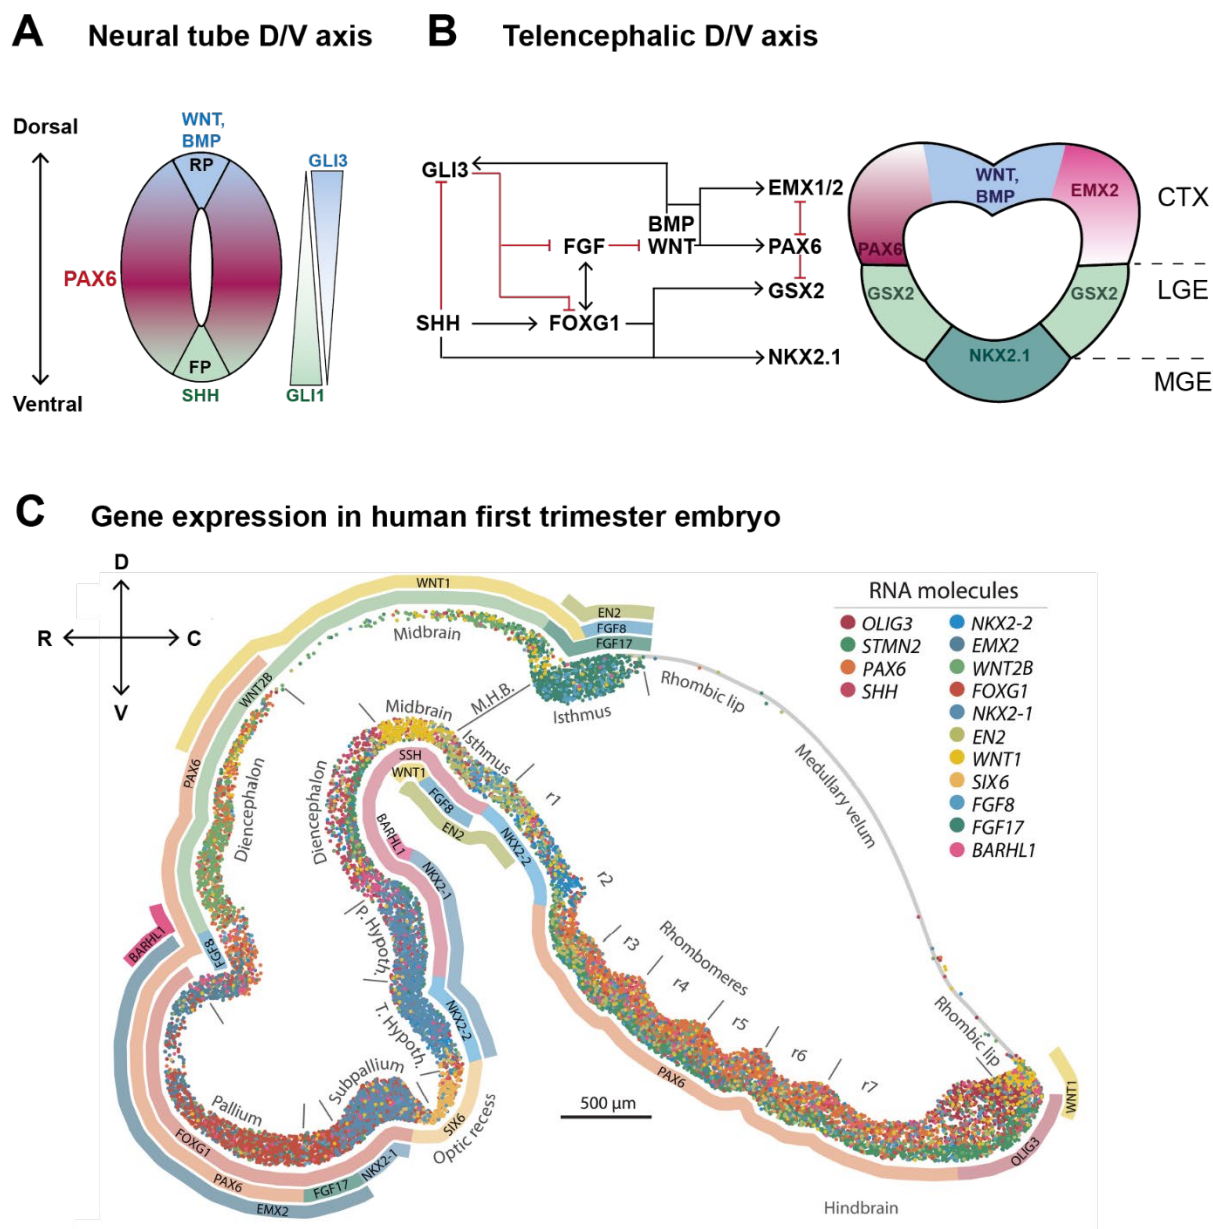 A Neural tube D/V axis
B Telencephalic D/V axis
Dorsal
WNT,
BMP
RP
GLI3
PAX6
FP
SHH
GLI1
Ventral
GLI3
EMX1/2
BMP
FGF
WNT
PAX6
GSX2
SHH
FOXG1
NKX2.1
WNT,
BMP
EMX2
PAX6
GSX2
GSX2
NKX2.1
CTX
LGE
MGE
C Gene expression in human first trimester embryo
D
R
C
V
WNT1
Midbrain
EN2
FGF8
FGF17
Rhombic lip
Isthmus
M.H.B.
WNT2B
PAX6
Diencephalon
Midbrain
Isthmus
SSH
WNT1
FGF8
EN2
r1
NKX2-2
Diencephalon
BARHL1
NKX2-1
P. Hypoth.
T. Hypoth.
NKX2-2
r2
r3
r4
r5
r6
r7
Rhombomeres
PAX6
Medullary velum
Rhombic lip
WNT1
OLIG3
Hindbrain
BARHL1
FGF8
Pallium
Subpallium
SIX6
Optic recess
FOXG1
PAX6
FGF17
NKX2-1
EMX2
500 µm
RNA molecules
OLIG3
STMN2
PAX6
SHH
NKX2-2
EMX2
WNT2B
FOXG1
NKX2-1
EN2
WNT1
SIX6
FGF8
FGF17
BARHL1